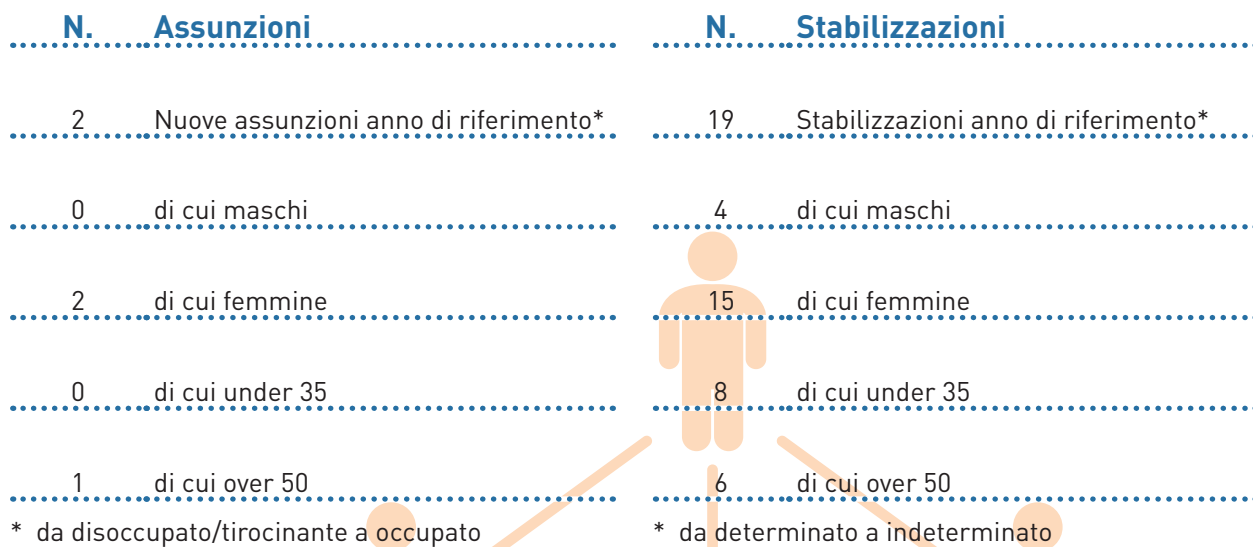 N. Assunzioni
2 Nuove assunzioni anno di riferimento*
0 di cui maschi
2 di cui femmine
0 di cui under 35
1 di cui over 50
* da disoccupato/tirocinante a occupato
N. Stabilizzazioni
19 Stabilizzazioni anno di riferimento*
4 di cui maschi
15 di cui femmine
8 di cui under 35
6 di cui over 50
* da determinato a indeterminato